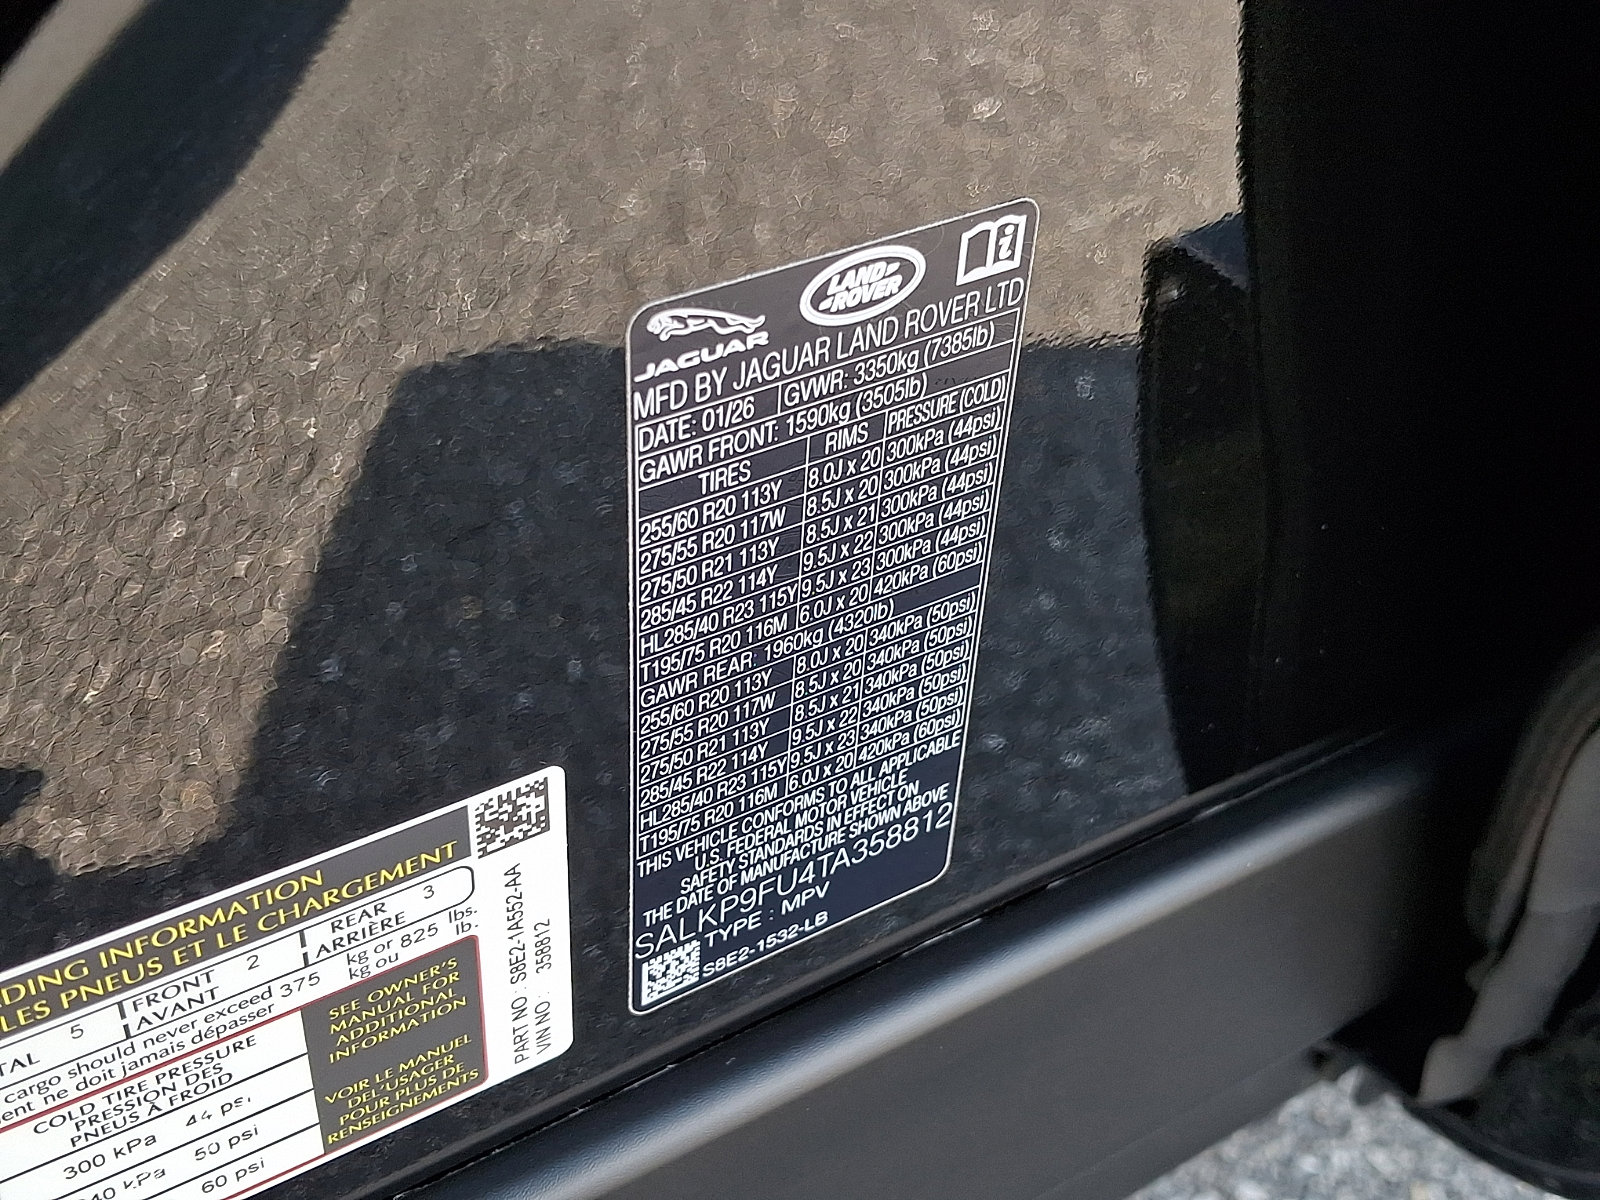 JAGUAR
LAND
ROVER
MFD BY JAGUAR LAND ROVER LTD
DATE: 01/26 GVWR: 3350kg (7385lb)
GAWR FRONT: 1590kg (3505lb)
TIRES RIMS PRESSURE (COLD)
255/60 R20 113Y 8.0J x 20 300kPa (44psi)
275/55 R20 117W 8.5J x 20 300kPa (44psi)
275/50 R21 113Y 8.5J x 21 300kPa (44psi)
285/45 R22 114Y 9.5J x 22 300kPa (44psi)
HL285/40 R23 115Y 9.5J x 23 300kPa (44psi)
T195/75 R20 116M 6.0J x 20 420kPa (60psi)
GAWR REAR: 1960kg (4320lb)
255/60 R20 113Y 8.0J x 20 340kPa (50psi)
275/55 R20 117W 8.5J x 20 340kPa (50psi)
275/50 R21 113Y 8.5J x 21 340kPa (50psi)
285/45 R22 114Y 9.5J x 22 340kPa (50psi)
HL285/40 R23 115Y 9.5J x 23 340kPa (50psi)
T195/75 R20 116M 6.0J x 20 420kPa (60psi)
THIS VEHICLE CONFORMS TO ALL APPLICABLE
U.S. FEDERAL MOTOR VEHICLE
SAFETY STANDARDS IN EFFECT ON
THE DATE OF MANUFACTURE SHOWN ABOVE
SALKP9FU4TA358812
TYPE : MPV
S8E2-1532-LB
DING INFORMATION
LES PNEUS ET LE CHARGEMENT
TAL 5 FRONT 2 REAR 3
AVANT ARRIÈRE
cargo should never exceed 375 kg or 825 lbs.
ent ne doit jamais dépasser kg ou lb.
COLD TIRE PRESSURE
PRESSION DES
PNEUS À FROID
300 kPa 44 psi
40 kPa 50 psi
60 psi
SEE OWNER'S
MANUAL FOR
ADDITIONAL
INFORMATION
VOIR LE MANUEL
DEL'USAGER
POUR PLUS DE
RENSEIGNEMENTS
PART NO : S8E2-1A552-AA
VIN NO : 358812